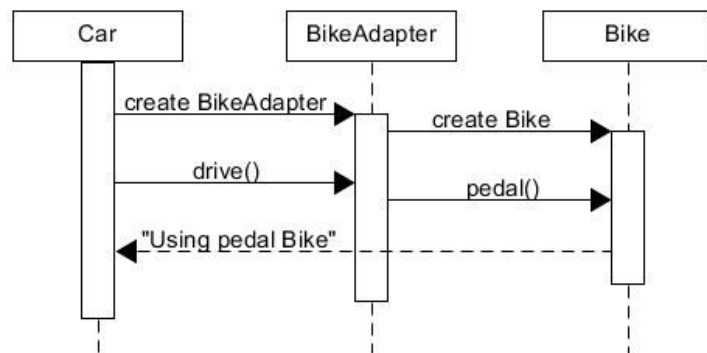 Car
BikeAdapter
Bike
create BikeAdapter
create Bike
drive()
pedal()
"Using pedal Bike"